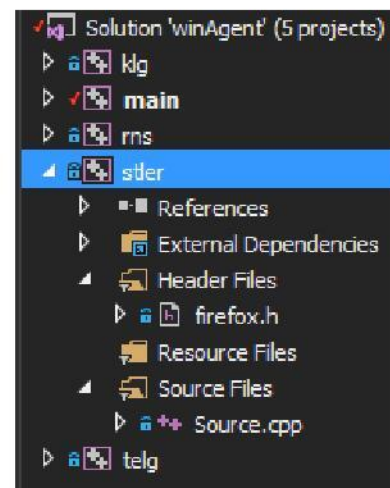 Solution 'winAgent' (5 projects)
klg
main
rns
stler
References
External Dependencies
Header Files
firefox.h
Resource Files
Source Files
Source.cpp
telg